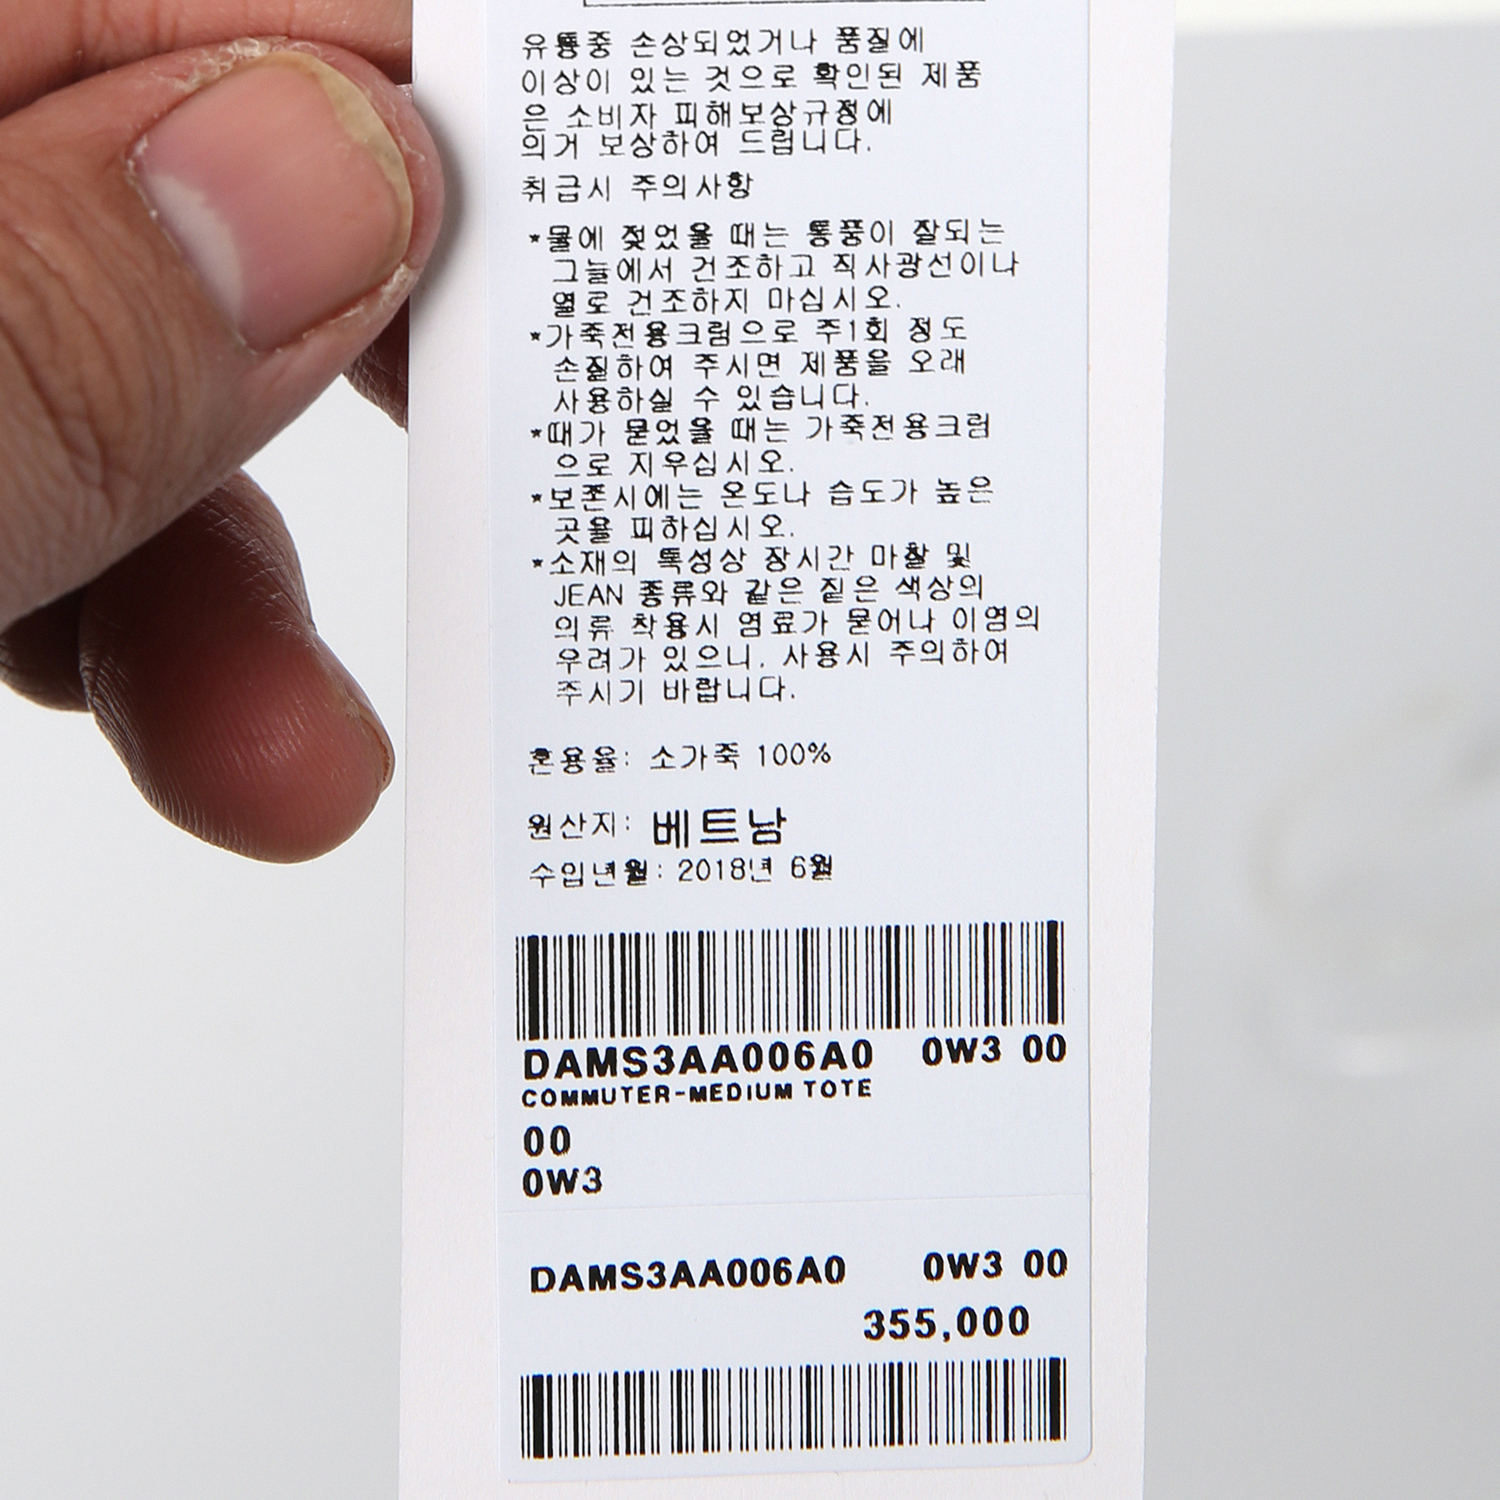 유통중 손상되었거나 품질에
이상이 있는 것으로 확인된 제품
은 소비자 피해보상규정에
의거 보상하여 드립니다.
취급시 주의사항
*물에 젖었을 때는 통풍이 잘되는
그늘에서 건조하고 직사광선이나
열로 건조하지 마십시오.
*가죽전용크림으로 주1회 정도
손질하여 주시면 제품을 오래
사용하실 수 있습니다.
*때가 묻었을 때는 가죽전용크림
으로 지우십시오.
*보존시에는 온도나 습도가 높은
곳을 피하십시오.
*소재의 특성상 장시간 마찰 및
JEAN 종류와 같은 짙은 색상의
의류 착용시 염료가 묻어나 이염의
우려가 있으니, 사용시 주의하여
주시기 바랍니다.
혼용율: 소가죽 100%
원산지: 베트남
수입년월: 2018년 6월
DAMS3AA006A0 0W3 00
COMMUTER-MEDIUM TOTE
00
0W3
DAMS3AA006A0 0W3 00
355,000